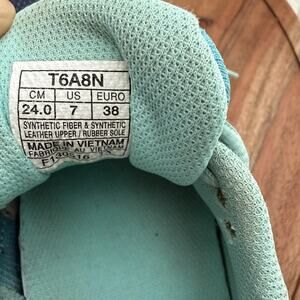 T6A8N
CM US EURO
24.0 7 38
SYNTHETIC FIBER & SYNTHETIC
LEATHER UPPER / RUBBER SOLE
MADE IN VIETNAM
FABRIQUÉ AU VIETNAM